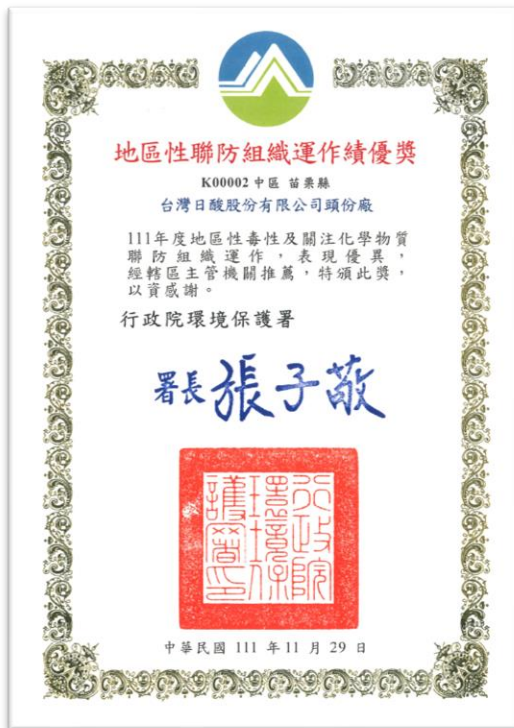 地區性聯防組織運作績優獎
K00002 中區 苗栗縣
台灣日酸股份有限公司頭份廠
111年度地區性毒性及關注化學物質
聯防組織運作，表現優異，
經轄區主管機關推薦，特頒此獎，
以資感謝。
行政院環境保護署
署長 張子敬
行政院
環境保
護署印
中華民國 111 年 11 月 29 日